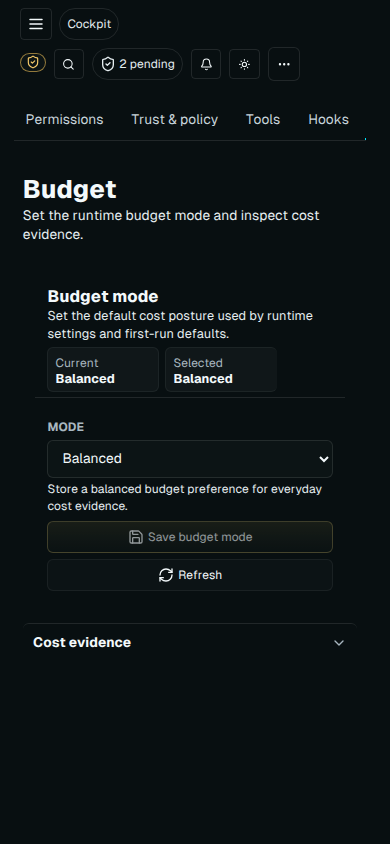 Cockpit
2 pending
Permissions Trust & policy Tools Hooks
Budget
Set the runtime budget mode and inspect cost
evidence.
Budget mode
Set the default cost posture used by runtime
settings and first-run defaults.
Current Selected
Balanced Balanced
MODE
Balanced
Store a balanced budget preference for everyday
cost evidence.
Save budget mode
Refresh
Cost evidence